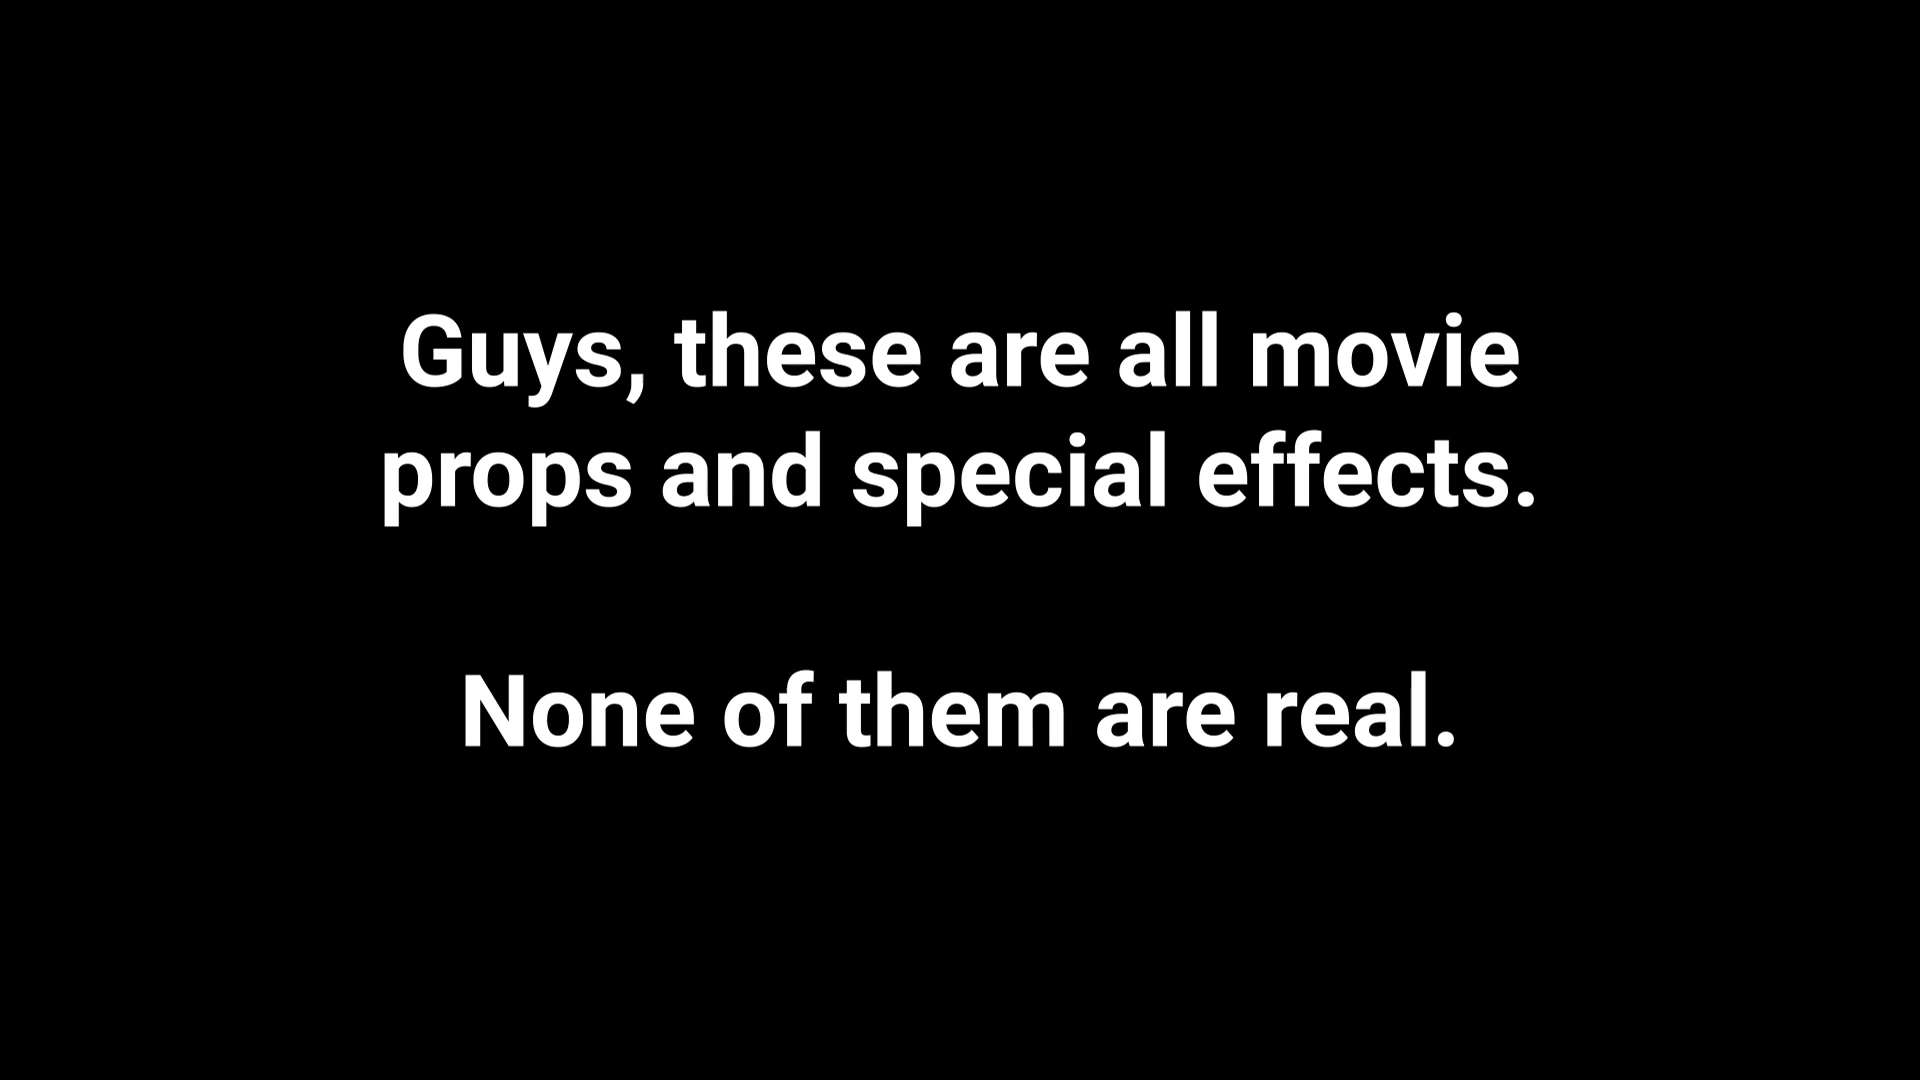 Guys, these are all movie
props and special effects.
None of them are real.